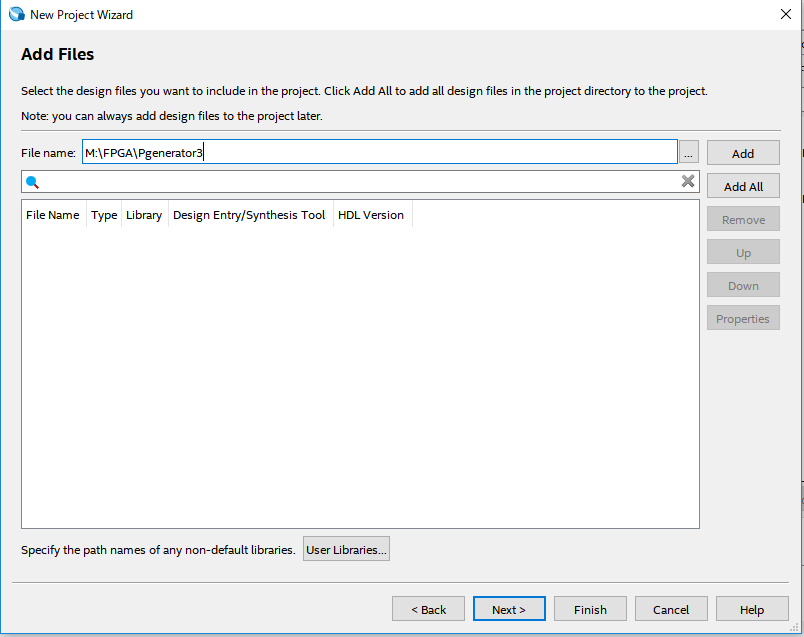 New Project Wizard
Add Files
Select the design files you want to include in the project. Click Add All to add all design files in the project directory to the project.
Note: you can always add design files to the project later.
File name: M:\FPGA\Pgenerator3 ... Add
Add All
File Name Type Library Design Entry/Synthesis Tool HDL Version
Remove
Up
Down
Properties
Specify the path names of any non-default libraries. User Libraries...
< Back Next > Finish Cancel Help